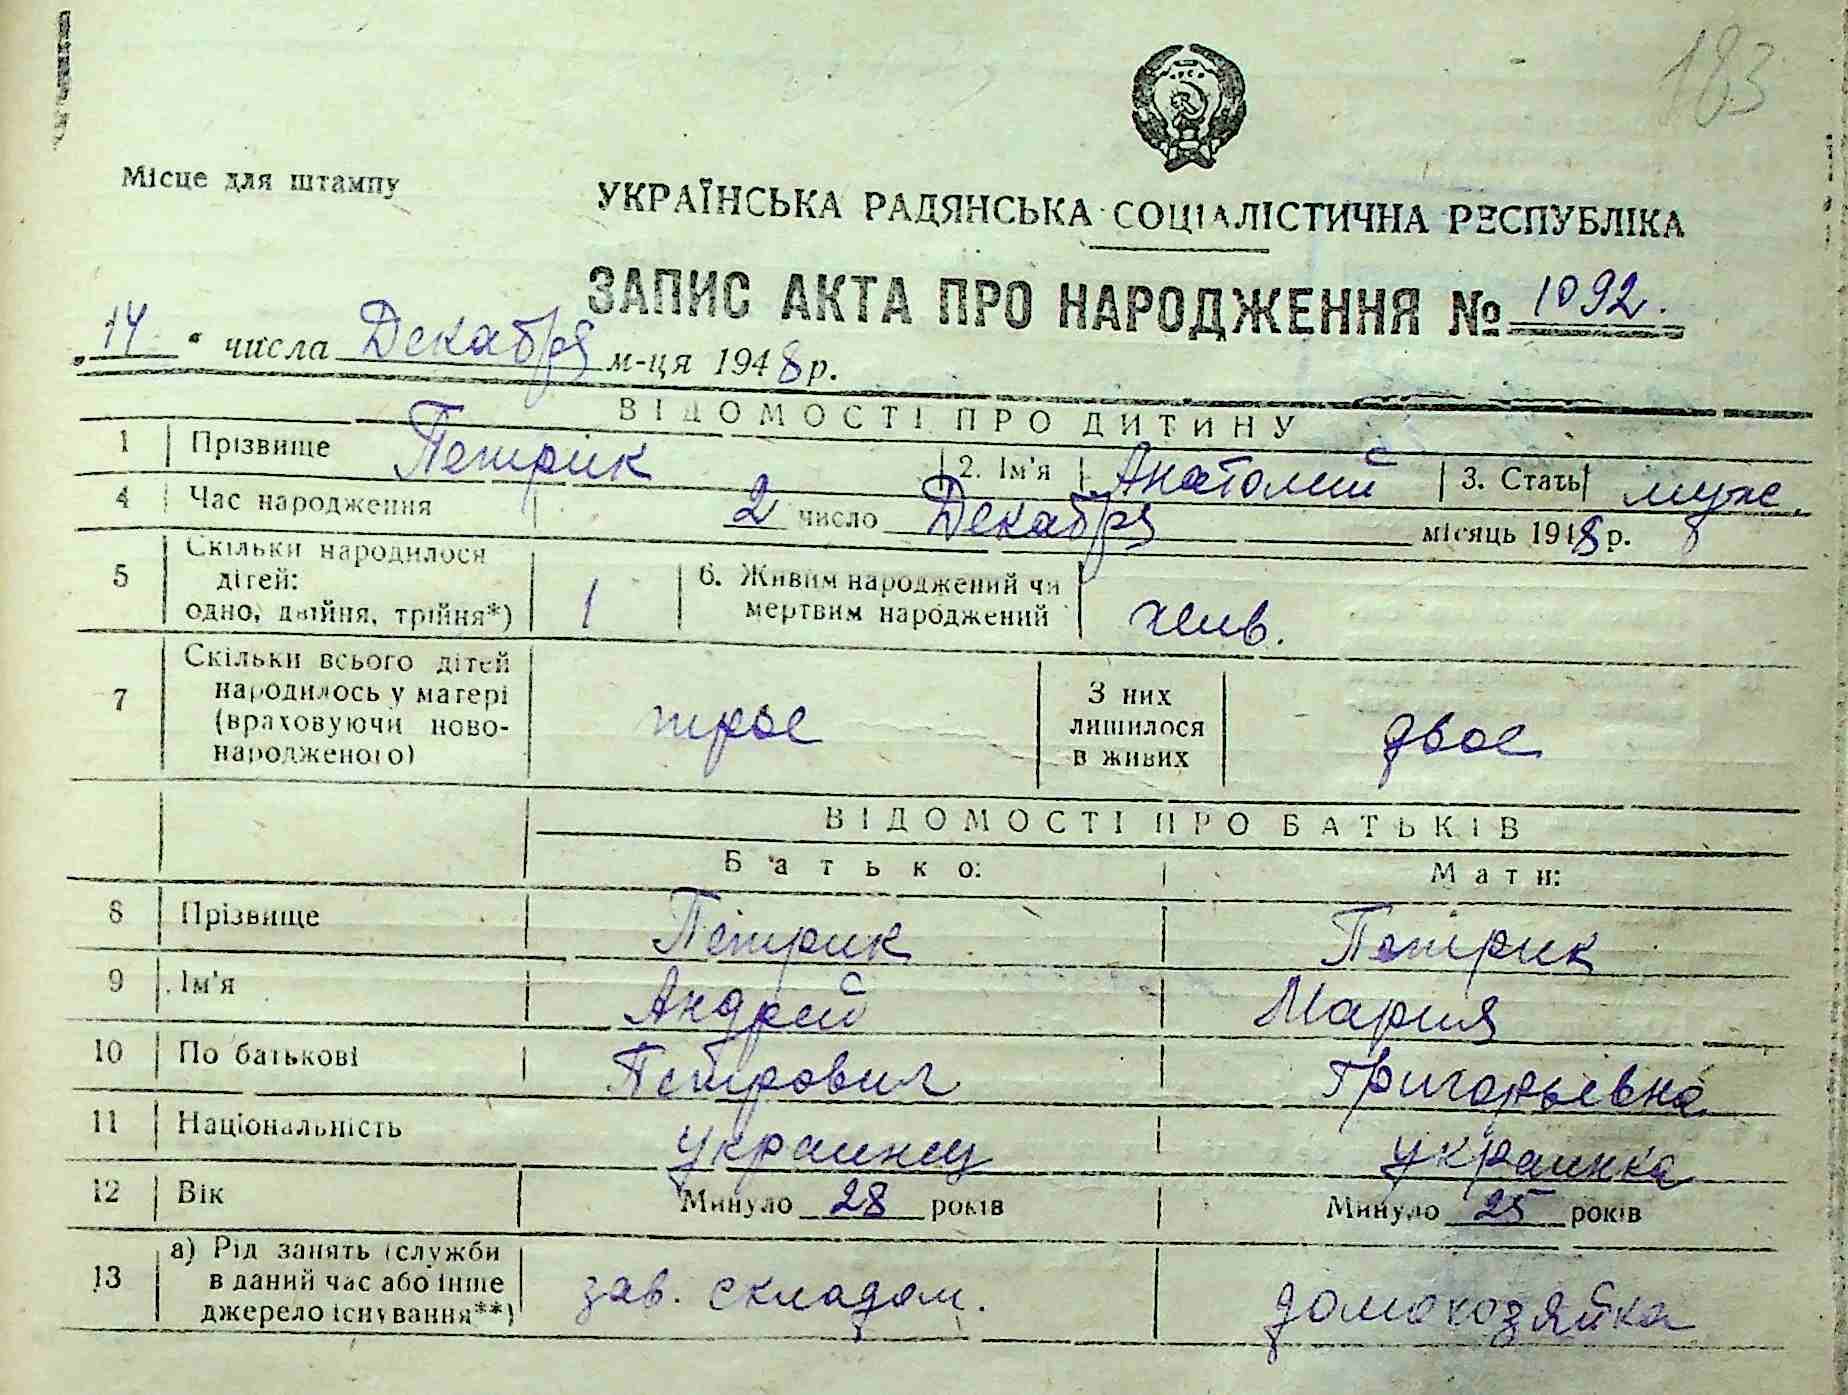 183
Місце для штампу
УКРАЇНСЬКА РАДЯНСЬКА СОЦІАЛІСТИЧНА РЕСПУБЛІКА
ЗАПИС АКТА ПРО НАРОДЖЕННЯ № 1092.
„14“ числа Декабря м-ця 1948 р.
ВІДОМОСТІ ПРО ДИТИНУ
1 Прізвище Петрик 2. Ім'я Анатолий 3. Стать муж.
4 Час народження 2 число Декабря місяць 1948 р.
5 Скільки народилося
дітей:
одно, двійня, трійня*) 1
6. Живим народжений чи
мертвим народжений жив.
7 Скільки всього дітей
народилось у матері
(враховуючи ново-
народженого) трое
З них
лишилося
в живих двое
ВІДОМОСТІ ПРО БАТЬКІВ
Батько: Мати:
8 Прізвище Петрик Петрик
9 Ім'я Андрей Мария
10 По батькові Петрович Григорьевна
11 Національність украинец украинка
12 Вік Минуло 28 років Минуло 25 років
13 а) Рід занять (служби
в даний час або інше
джерело існування**) зав. складом. домохозяйка